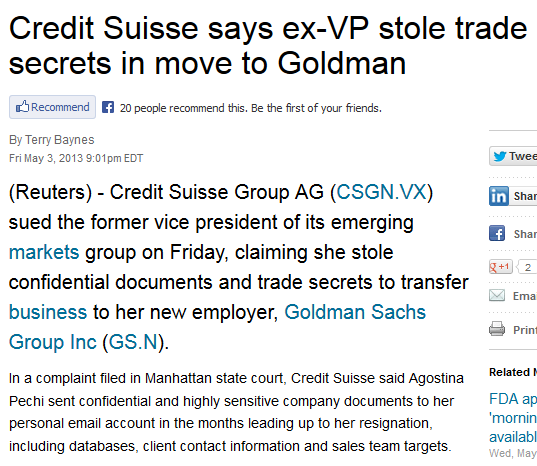 Credit Suisse says ex-VP stole trade
secrets in move to Goldman
Recommend
20 people recommend this. Be the first of your friends.
By Terry Baynes
Fri May 3, 2013 9:01pm EDT
(Reuters) - Credit Suisse Group AG (CSGN.VX)
sued the former vice president of its emerging
markets group on Friday, claiming she stole
confidential documents and trade secrets to transfer
business to her new employer, Goldman Sachs
Group Inc (GS.N).
In a complaint filed in Manhattan state court, Credit Suisse said Agostina
Pechi sent confidential and highly sensitive company documents to her
personal email account in the months leading up to her resignation,
including databases, client contact information and sales team targets.
Twee
in Shar
Shar
+1 2
Emai
Print
Related N
FDA ap
'mornin
availabl
Wed, May